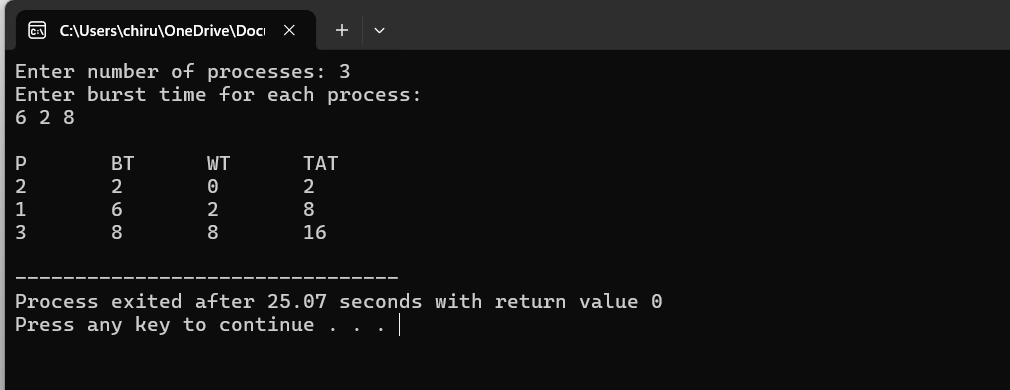 C:\Users\chiru\OneDrive\Doc
Enter number of processes: 3
Enter burst time for each process:
6 2 8
P BT WT TAT
2 2 0 2
1 6 2 8
3 8 8 16
--------------------------------
Process exited after 25.07 seconds with return value 0
Press any key to continue . . .